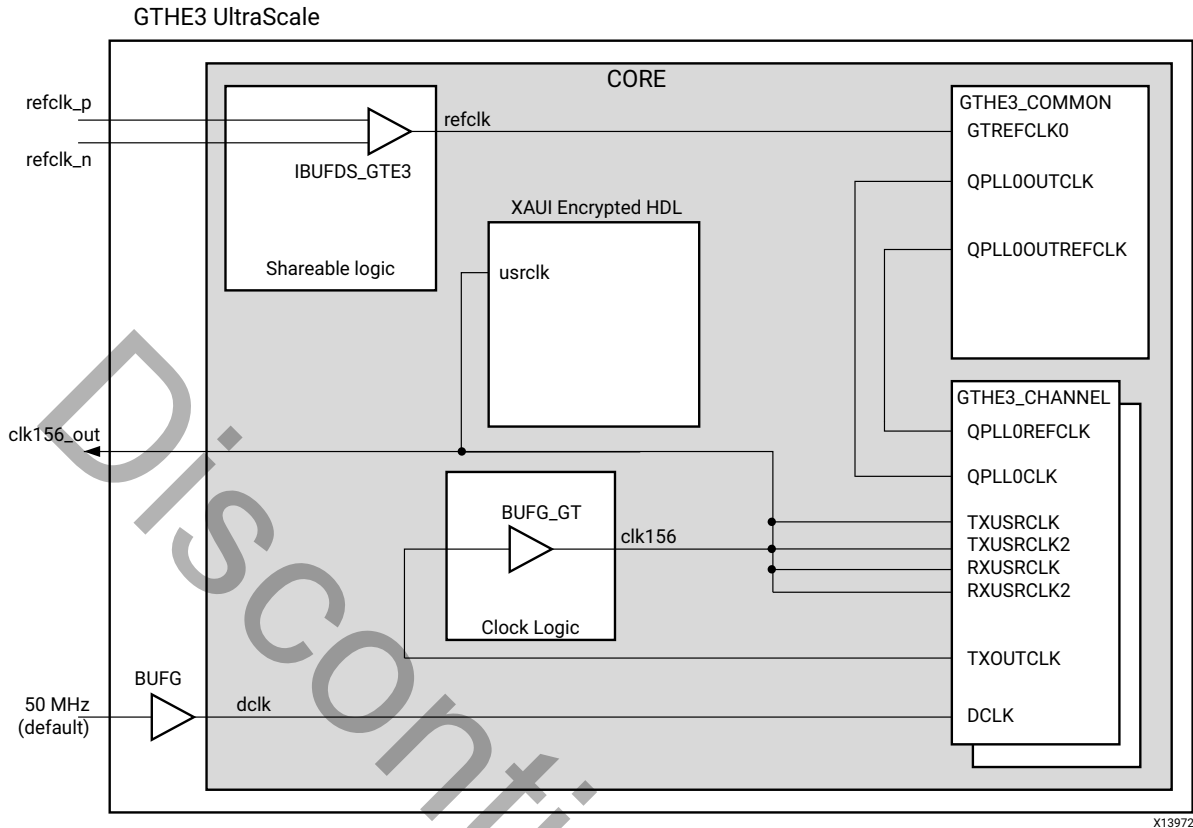 GTHE3 UltraScale
CORE
refclk_p
refclk_n
refclk
IBUFDS_GTE3
Shareable logic
GTHE3_COMMON
GTREFCLK0
QPLL0OUTCLK
QPLL0OUTREFCLK
XAUI Encrypted HDL
usrclk
clk156_out
GTHE3_CHANNEL
QPLL0REFCLK
QPLL0CLK
TXUSRCLK
TXUSRCLK2
RXUSRCLK
RXUSRCLK2
TXOUTCLK
DCLK
BUFG_GT
clk156
Clock Logic
BUFG
50 MHz
(default)
dclk
Disconti
X13972